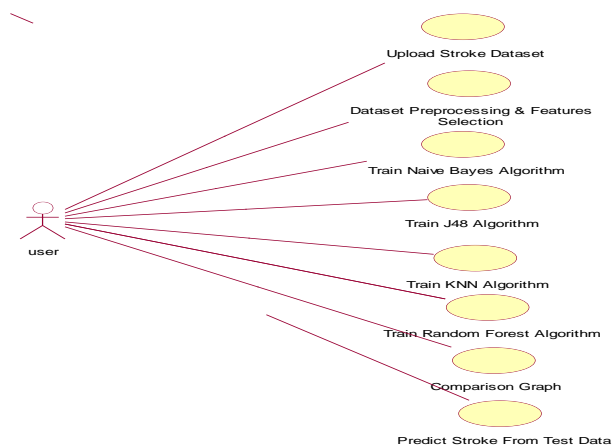 Upload Stroke Dataset
Dataset Preprocessing & Features
Selection
Train Naive Bayes Algorithm
Train J48 Algorithm
user
Train KNN Algorithm
Train Random Forest Algorithm
Comparison Graph
Predict Stroke From Test Data